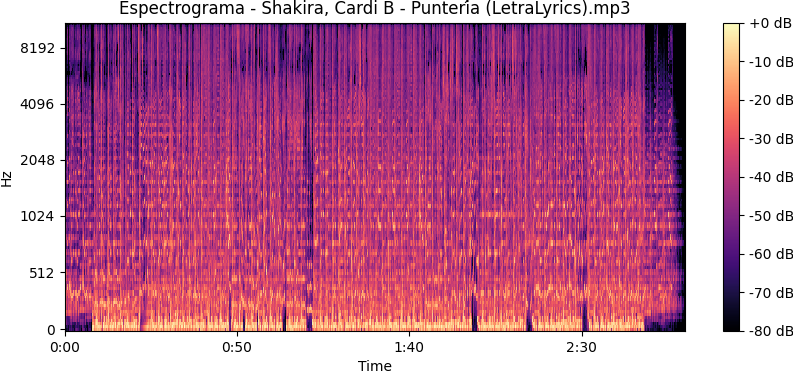 Espectrograma - Shakira, Cardi B - Puntería (LetraLyrics).mp3
8192
4096
2048
1024
512
0
Hz
0:00
0:50
1:40
2:30
Time
+0 dB
-10 dB
-20 dB
-30 dB
-40 dB
-50 dB
-60 dB
-70 dB
-80 dB